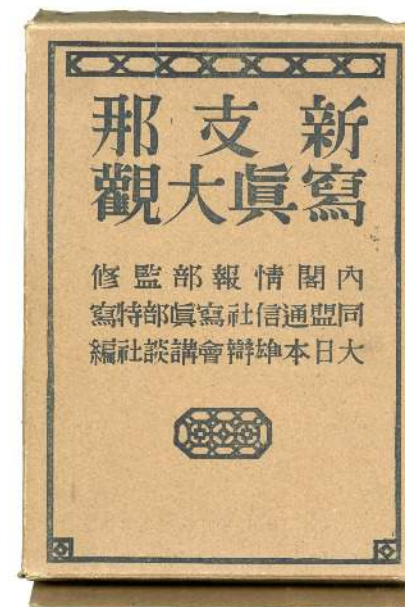 新支那
寫眞大觀
內閣情報部監修
同盟通信社寫眞部特寫
大日本雄辯會講談社編